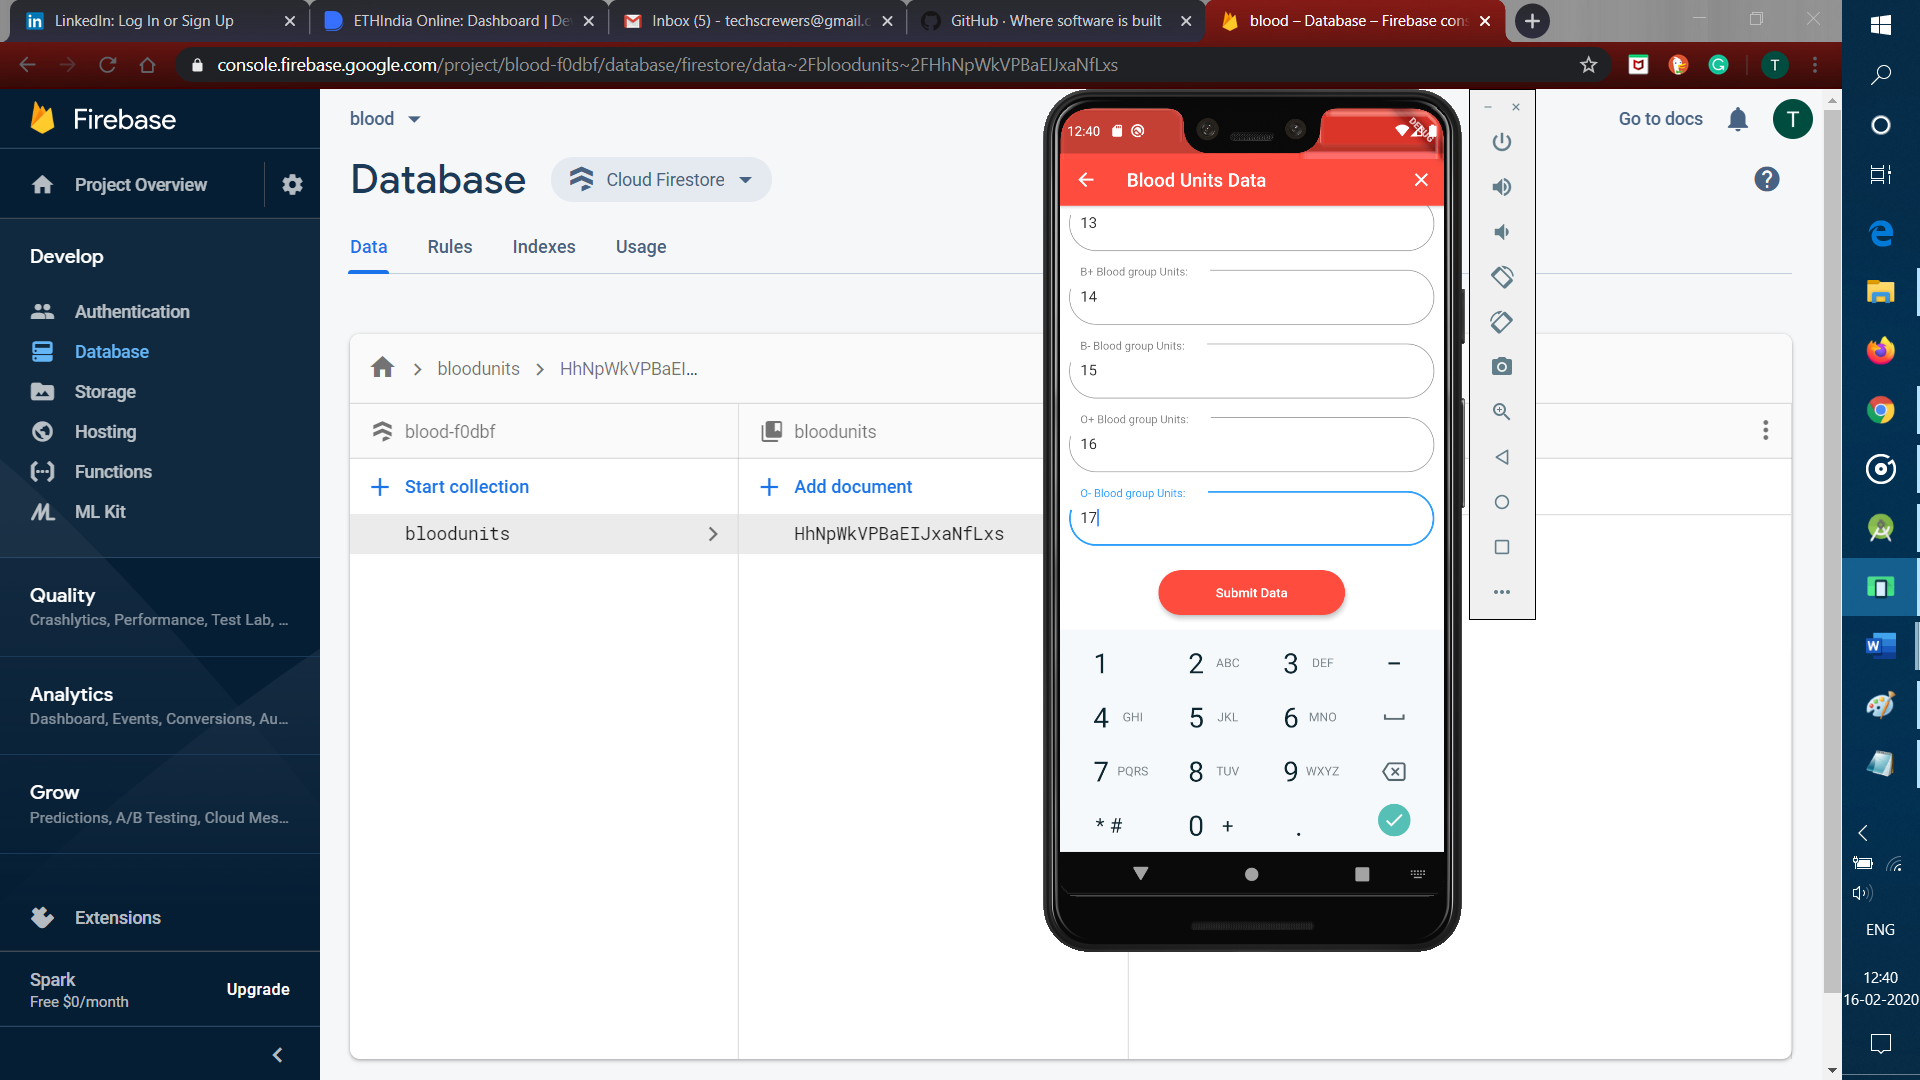 LinkedIn: Log In or Sign Up
ETHIndia Online: Dashboard | De
Inbox (5) - techscrewers@gmail.c
GitHub · Where software is built
blood – Database – Firebase cons
console.firebase.google.com/project/blood-f0dbf/database/firestore/data~2Fbloodunits~2FHhNpWkVPBaEIJxaNfLxs
T
Firebase
Project Overview
Develop
Authentication
Database
Storage
Hosting
Functions
ML Kit
Quality
Crashlytics, Performance, Test Lab, ...
Analytics
Dashboard, Events, Conversions, Au...
Grow
Predictions, A/B Testing, Cloud Mes...
Extensions
Spark
Free $0/month
Upgrade
blood
Go to docs
T
Database
Cloud Firestore
Data
Rules
Indexes
Usage
bloodunits
HhNpWkVPBaEI...
blood-f0dbf
bloodunits
Start collection
Add document
bloodunits
HhNpWkVPBaEIJxaNfLxs
12:40
DEBUG
Blood Units Data
13
B+ Blood group Units:
14
B- Blood group Units:
15
O+ Blood group Units:
16
O- Blood group Units:
17
Submit Data
1
2 ABC
3 DEF
-
4 GHI
5 JKL
6 MNO
7 PQRS
8 TUV
9 WXYZ
* #
0 +
.
ENG
12:40
16-02-2020